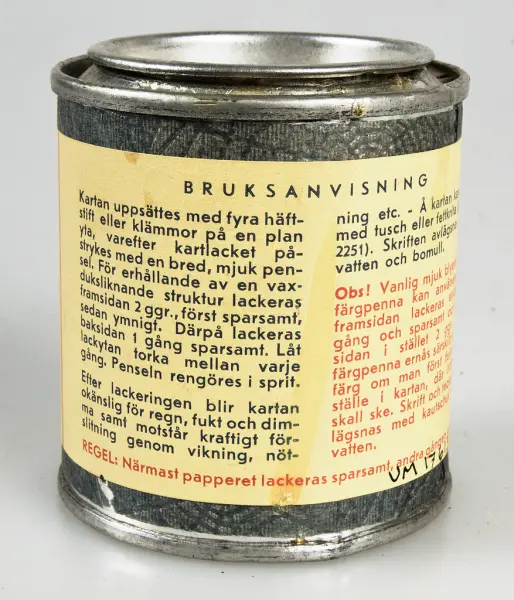 BRUKSANVISNING
Kartan uppsättes med fyra häft-
stift eller klämmor på en plan
yta, varefter kartlacket på-
strykes med en bred, mjuk pen-
sel. För erhållande av en vax-
duksliknande struktur lackeras
framsidan 2 ggr., först sparsamt,
sedan ymnigt. Därpå lackeras
baksidan 1 gång sparsamt. Låt
lackytan torka mellan varje
gång. Penseln rengöres i sprit.
Efter lackeringen blir kartan
okänslig för regn, fukt och dim-
ma samt motstår kraftigt för-
slitning genom vikning, nöt-
ning etc. - Å kartan
med tusch eller fettkrita
2251). Skriften
vatten och bomull.
Obs! Vanlig mjuk
färgpenna kan
framsidan lackeras
gång och sparsamt
sidan i stället 2
färgpenna ernås
färg om man först
ställe i kartan, där
skall ske. Skrift och
lägsnas med
vatten.
REGEL: Närmast papperet lackeras sparsamt, andra gången
UM 176